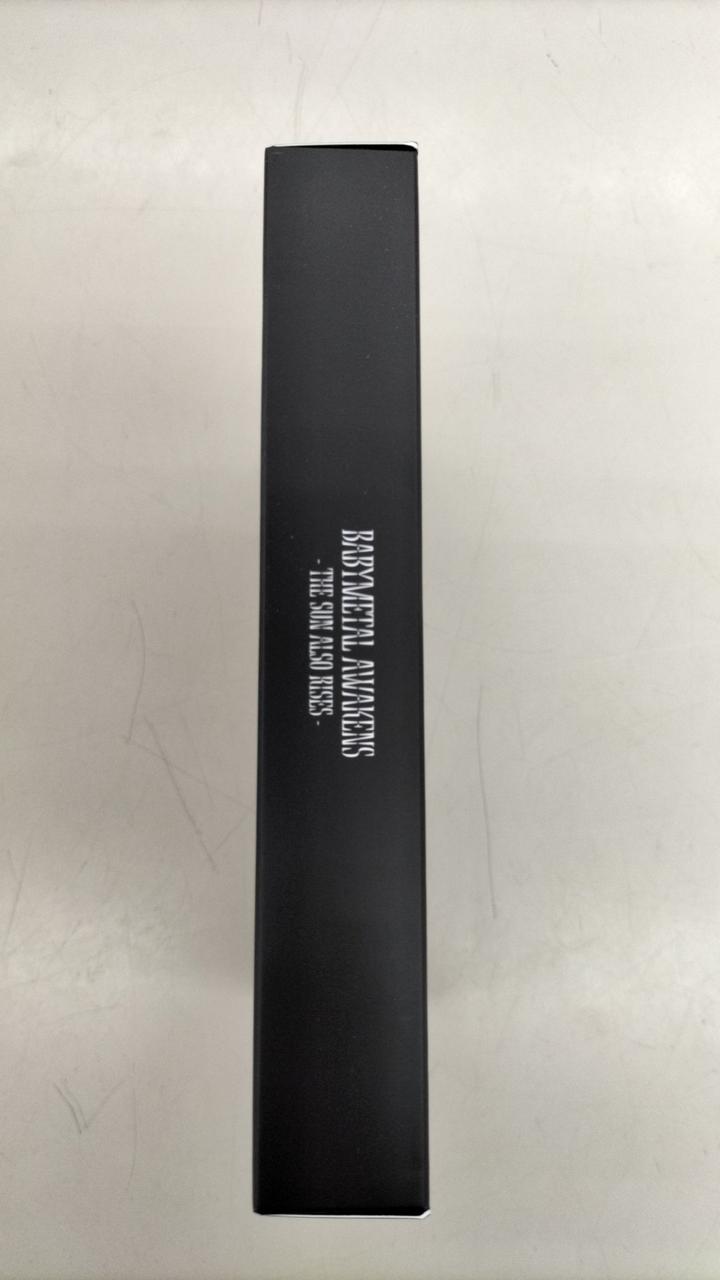 BABYMETAL AWAKENS
- THE SUN ALSO RISES -